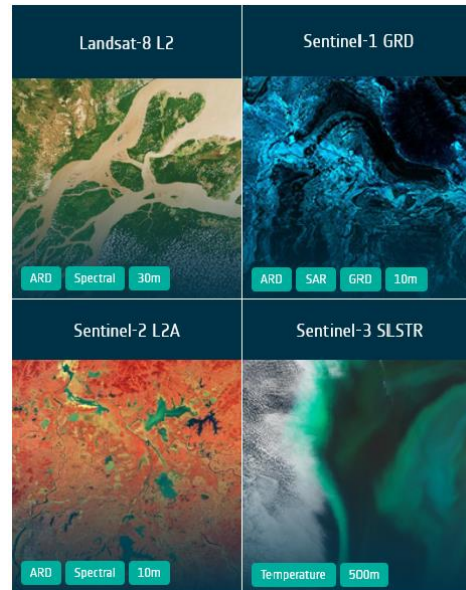 Landsat-8 L2
ARD Spectral 30m
Sentinel-1 GRD
ARD SAR GRD 10m
Sentinel-2 L2A
ARD Spectral 10m
Sentinel-3 SLSTR
Temperature 500m